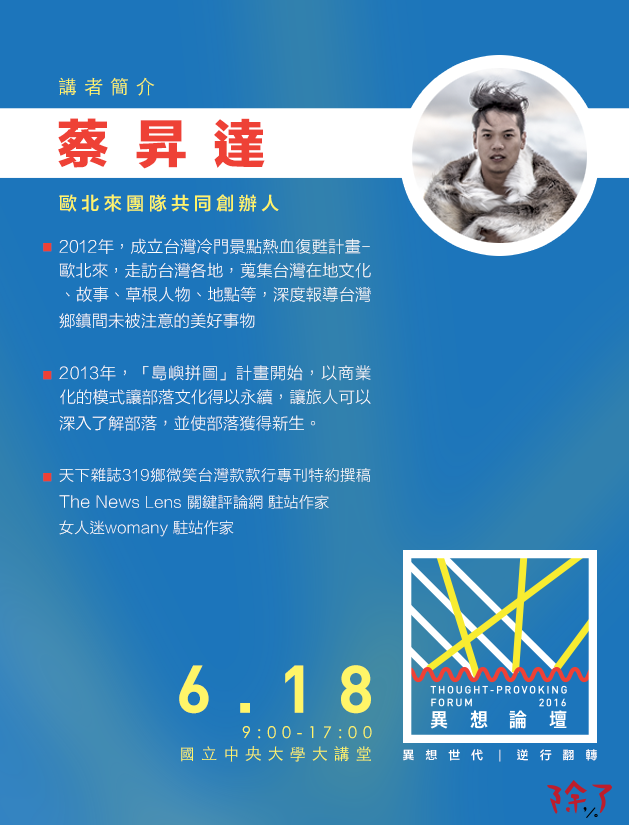 講者簡介
蔡昇達
歐北來團隊共同創辦人
2012年，成立台灣冷門景點熱血復甦計畫-
歐北來，走訪台灣各地，蒐集台灣在地文化
、故事、草根人物、地點等，深度報導台灣
鄉鎮間未被注意的美好事物
2013年，「島嶼拼圖」計畫開始，以商業
化的模式讓部落文化得以永續，讓旅人可以
深入了解部落，並使部落獲得新生。
天下雜誌319鄉微笑台灣款款行專刊特約撰稿
The News Lens 關鍵評論網 駐站作家
女人迷womany 駐站作家
6.18
9:00-17:00
國立中央大學大講堂
THOUGHT-PROVOKING
FORUM 2016
異想論壇
異想世代｜逆行翻轉
除了